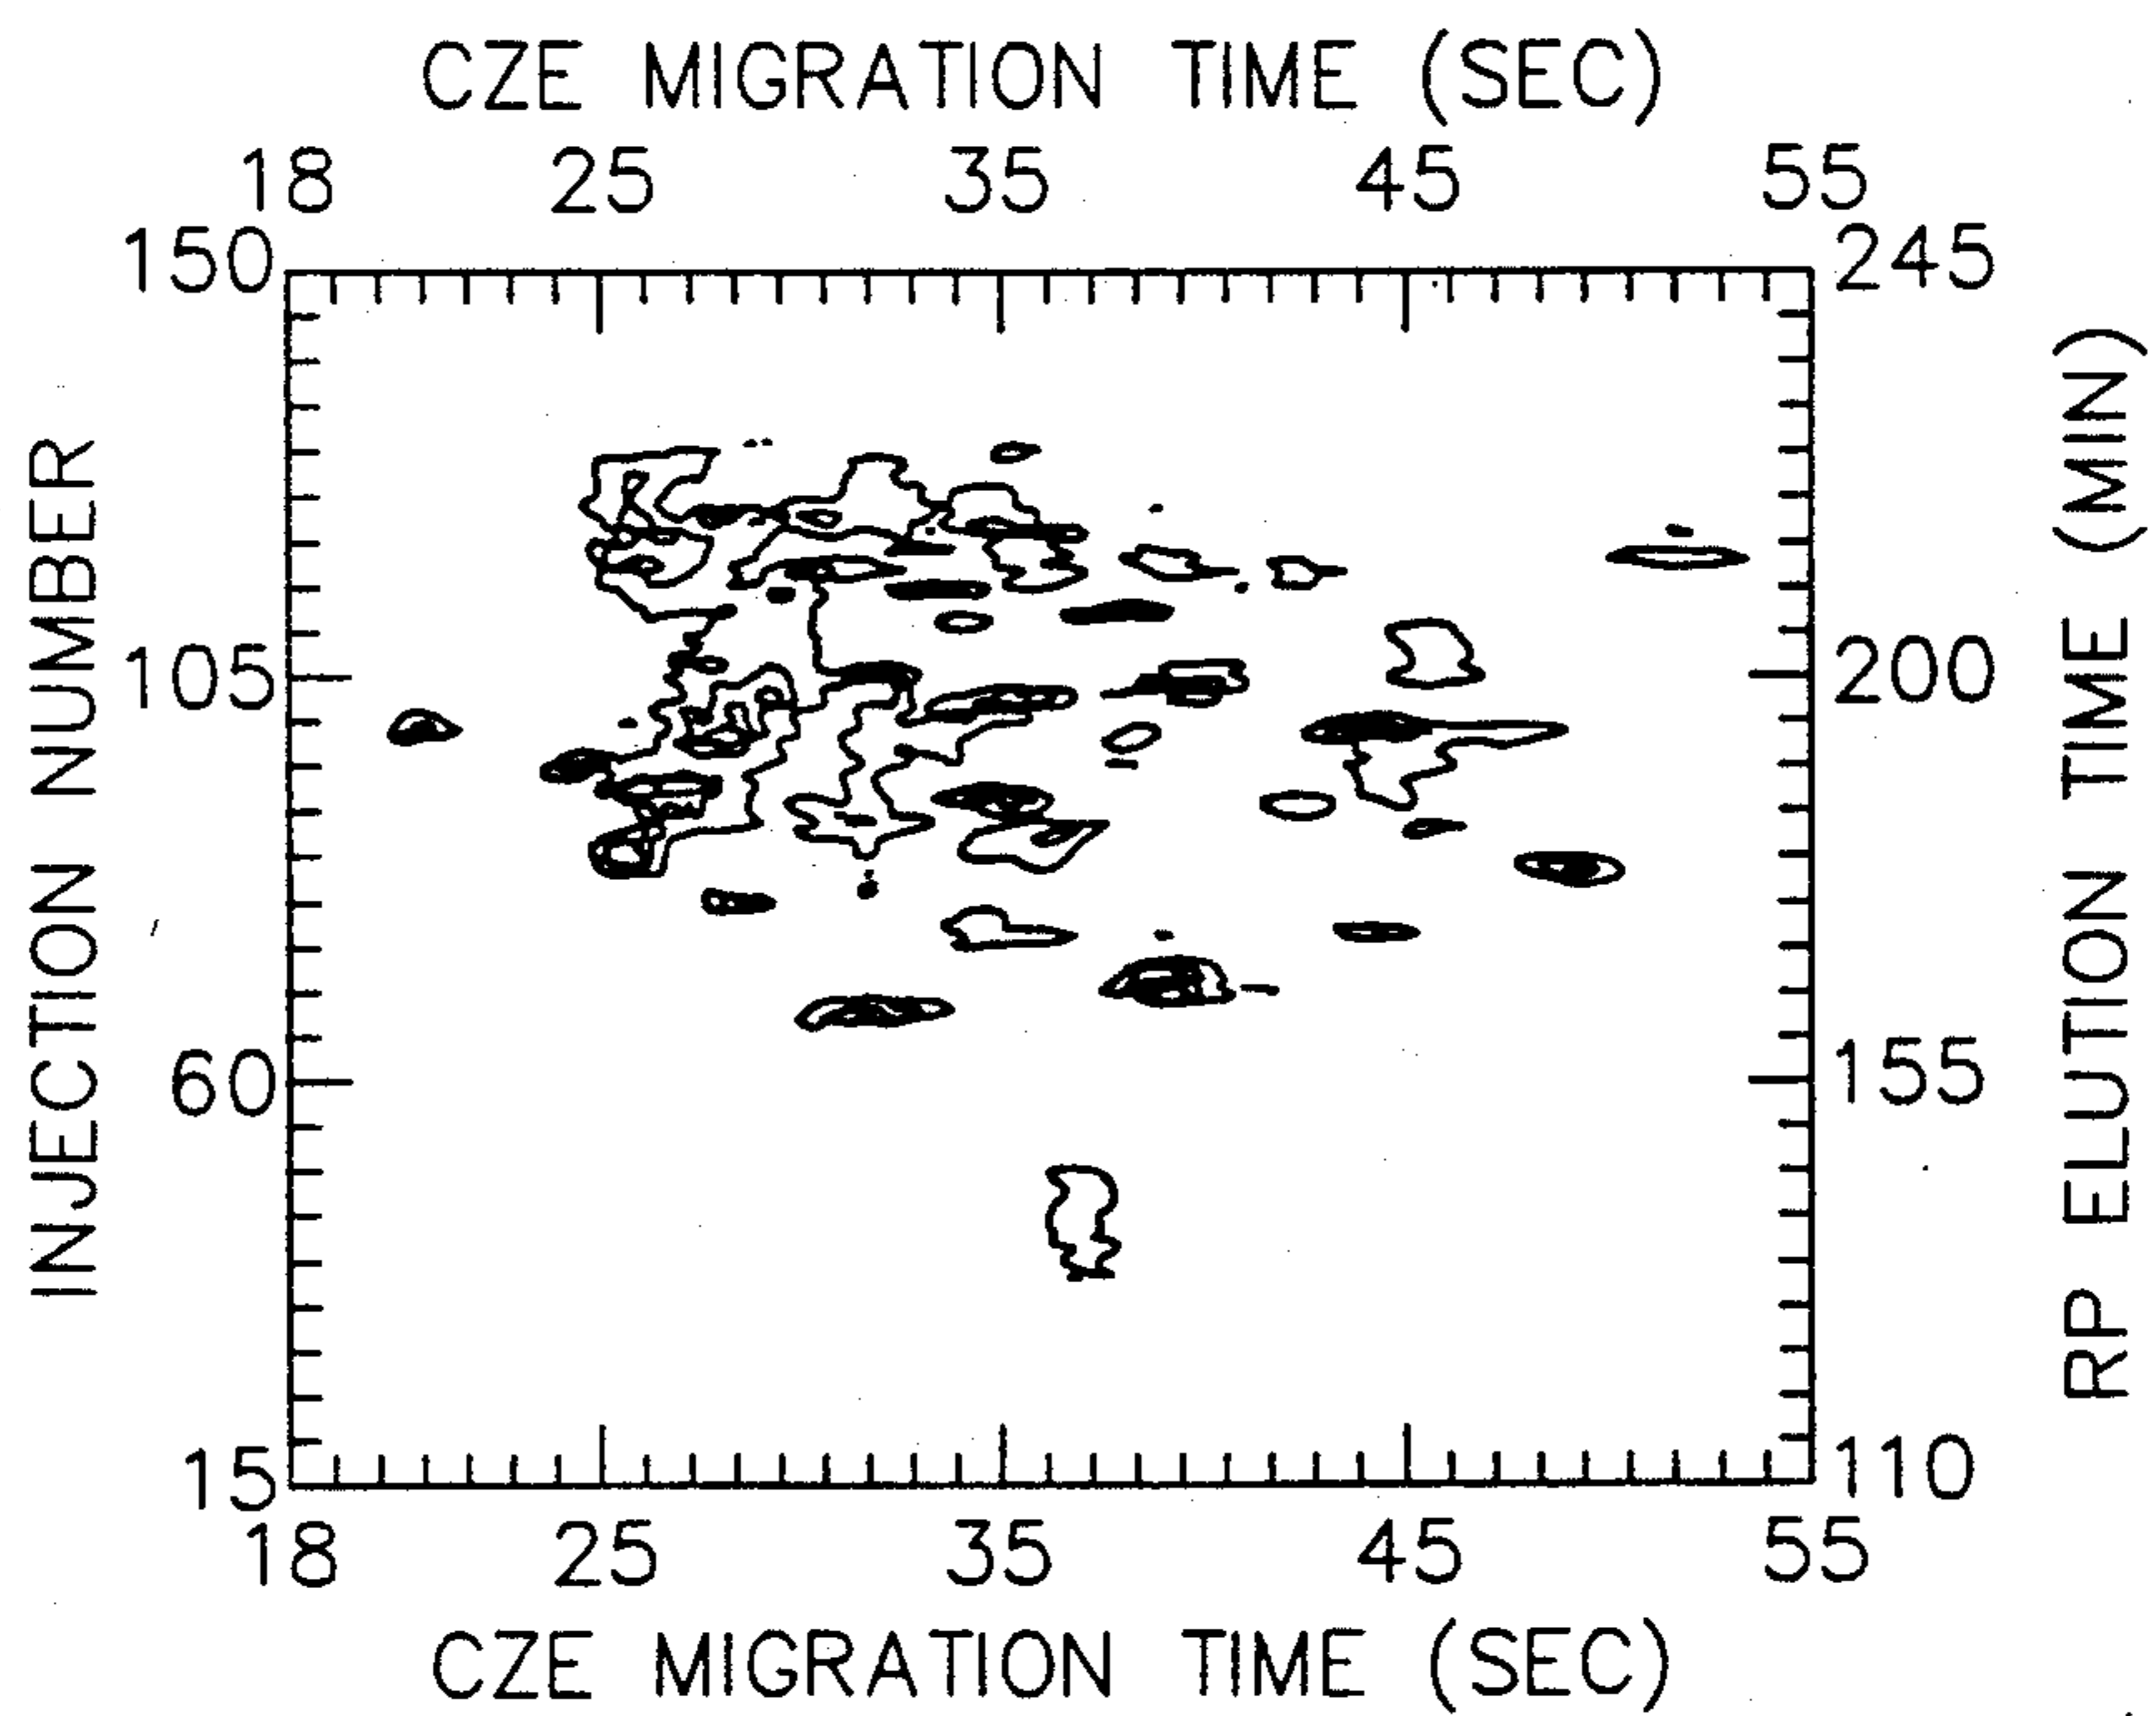 CZE MIGRATION TIME (SEC)
18 25 35 45 55
150 245
INJECTION NUMBER
RP ELUTION TIME (MIN)
105 200
60 155
15 110
18 25 35 45 55
CZE MIGRATION TIME (SEC)